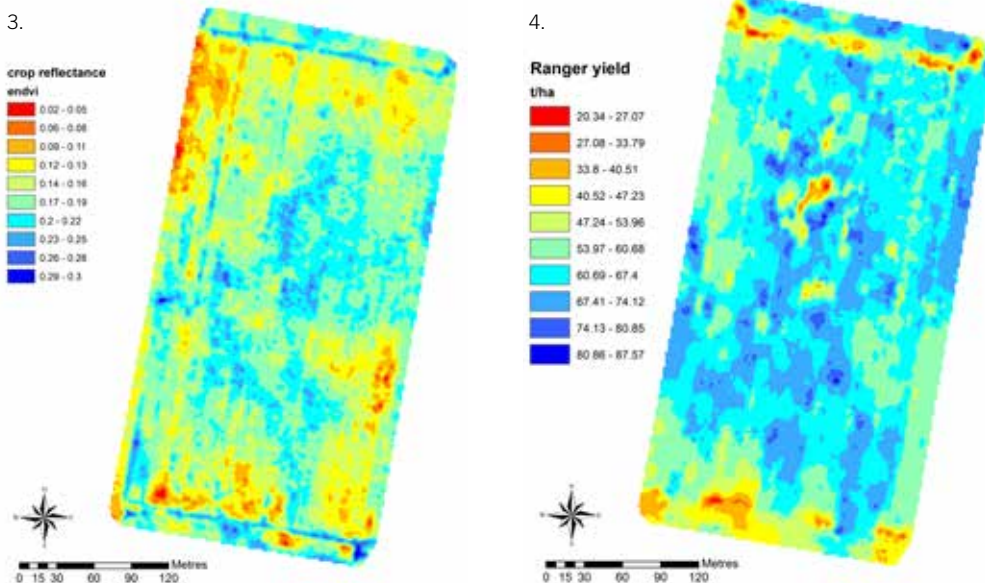 3.
crop reflectance
endvi
0.02 - 0.05
0.06 - 0.08
0.09 - 0.11
0.12 - 0.13
0.14 - 0.16
0.17 - 0.19
0.2 - 0.22
0.23 - 0.25
0.26 - 0.28
0.29 - 0.3
Metres
0 15 30 60 90 120
4.
Ranger yield
t/ha
20.34 - 27.07
27.08 - 33.79
33.8 - 40.51
40.52 - 47.23
47.24 - 53.96
53.97 - 60.68
60.69 - 67.4
67.41 - 74.12
74.13 - 80.85
80.86 - 87.57
Metres
0 15 30 60 90 120